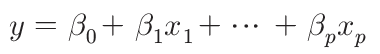 y = β₀ + β₁x₁ + ⋯ + βₚxₚ